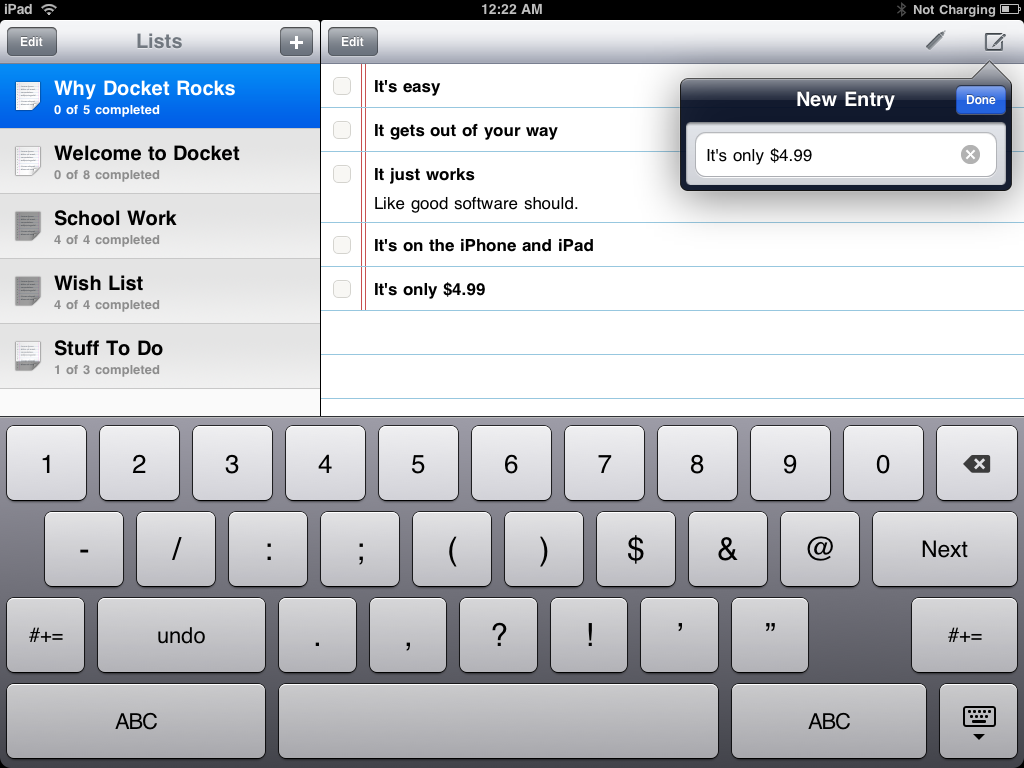 iPad
12:22 AM
Not Charging
Edit
Lists
+
Edit
Why Docket Rocks
0 of 5 completed
Welcome to Docket
0 of 8 completed
School Work
4 of 4 completed
Wish List
4 of 4 completed
Stuff To Do
1 of 3 completed
It's easy
It gets out of your way
It just works
Like good software should.
It's on the iPhone and iPad
It's only $4.99
New Entry
Done
It's only $4.99
1 2 3 4 5 6 7 8 9 0
- / : ; ( ) $ & @ Next
#+= undo . , ? ! ’ ” #+=
ABC ABC